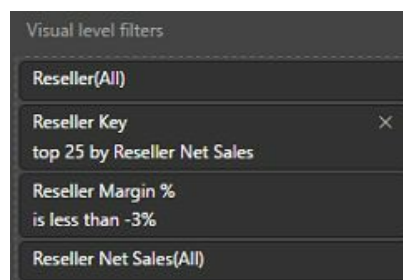 Visual level filters
Reseller(All)
Reseller Key
top 25 by Reseller Net Sales
Reseller Margin %
is less than -3%
Reseller Net Sales(All)